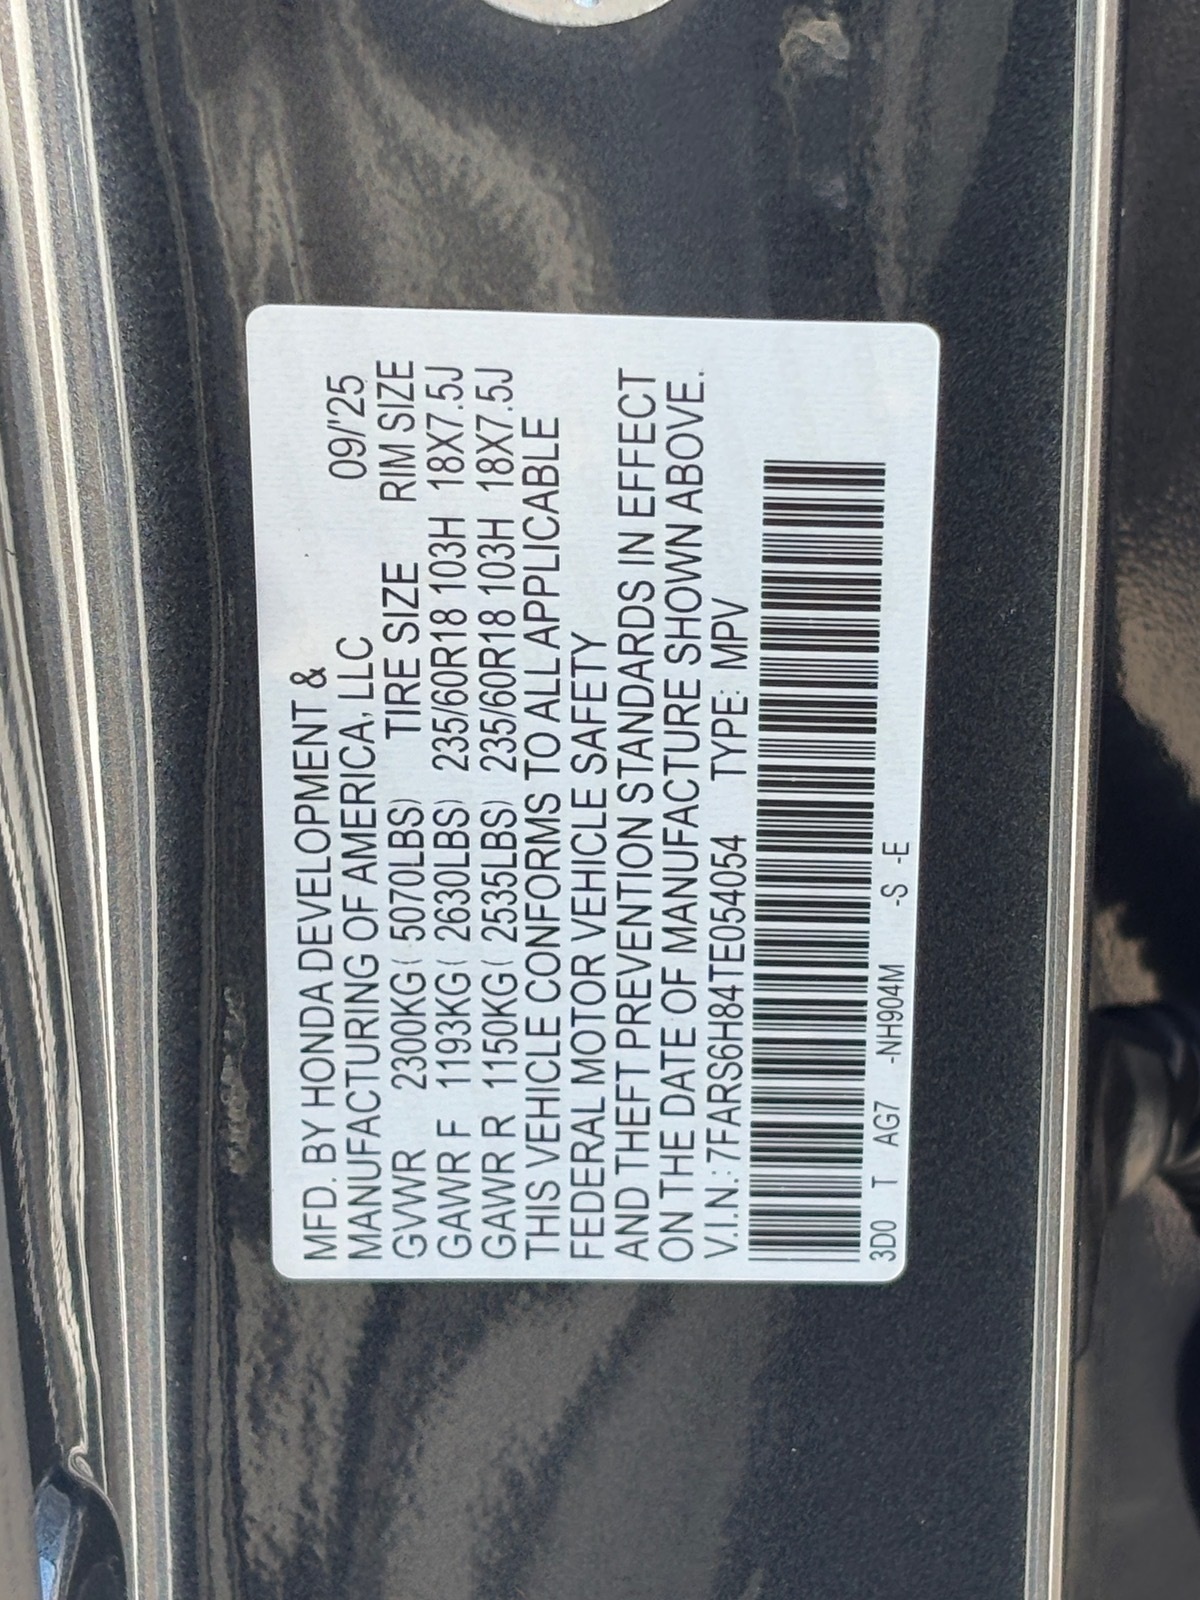 MFD. BY HONDA DEVELOPMENT &
MANUFACTURING OF AMERICA, LLC 09/'25
GVWR 2300KG ( 5070LBS) TIRE SIZE RIM SIZE
GAWR F 1193KG ( 2630LBS) 235/60R18 103H 18X7.5J
GAWR R 1150KG ( 2535LBS) 235/60R18 103H 18X7.5J
THIS VEHICLE CONFORMS TO ALL APPLICABLE
FEDERAL MOTOR VEHICLE SAFETY
AND THEFT PREVENTION STANDARDS IN EFFECT
ON THE DATE OF MANUFACTURE SHOWN ABOVE.
V.I.N.: 7FARS6H84TE054054 TYPE: MPV
3D0 T AG7 -NH904M -S -E